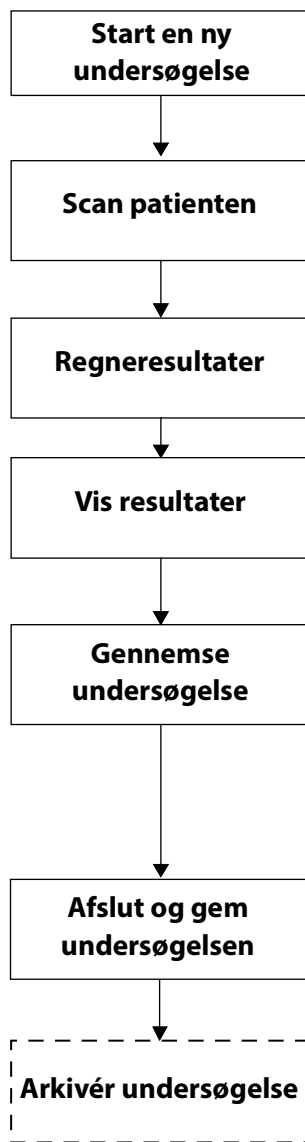 Start en ny
undersøgelse
Scan patienten
Regneresultater
Vis resultater
Gennemse
undersøgelse
Afslut og gem
undersøgelsen
Arkivér undersøgelse